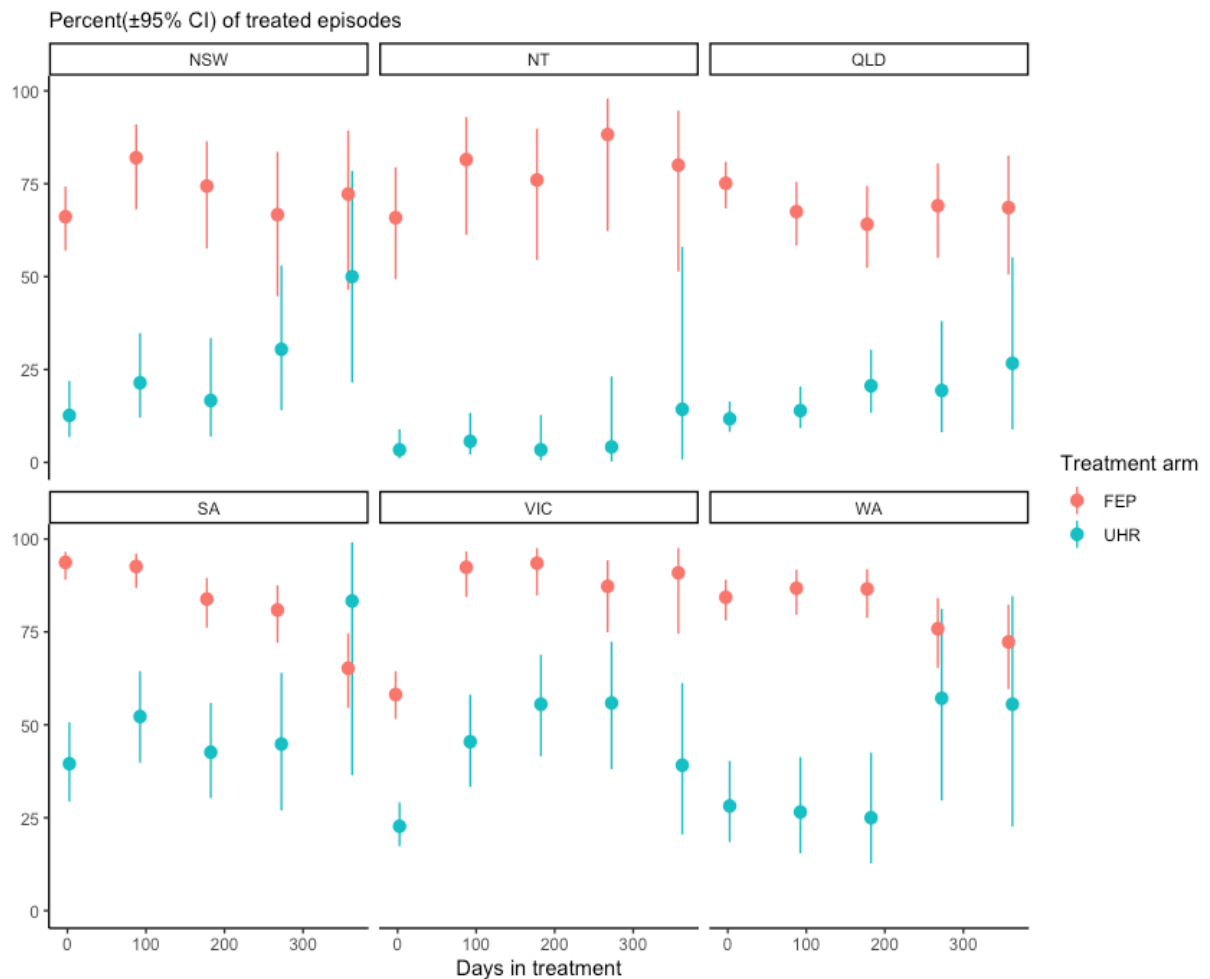 Percent(±95% CI) of treated episodes
NSW NT QLD
100
75
50
25
0
SA VIC WA
100
75
50
25
0
0 100 200 300 0 100 200 300 0 100 200 300
Days in treatment
Treatment arm
FEP
UHR